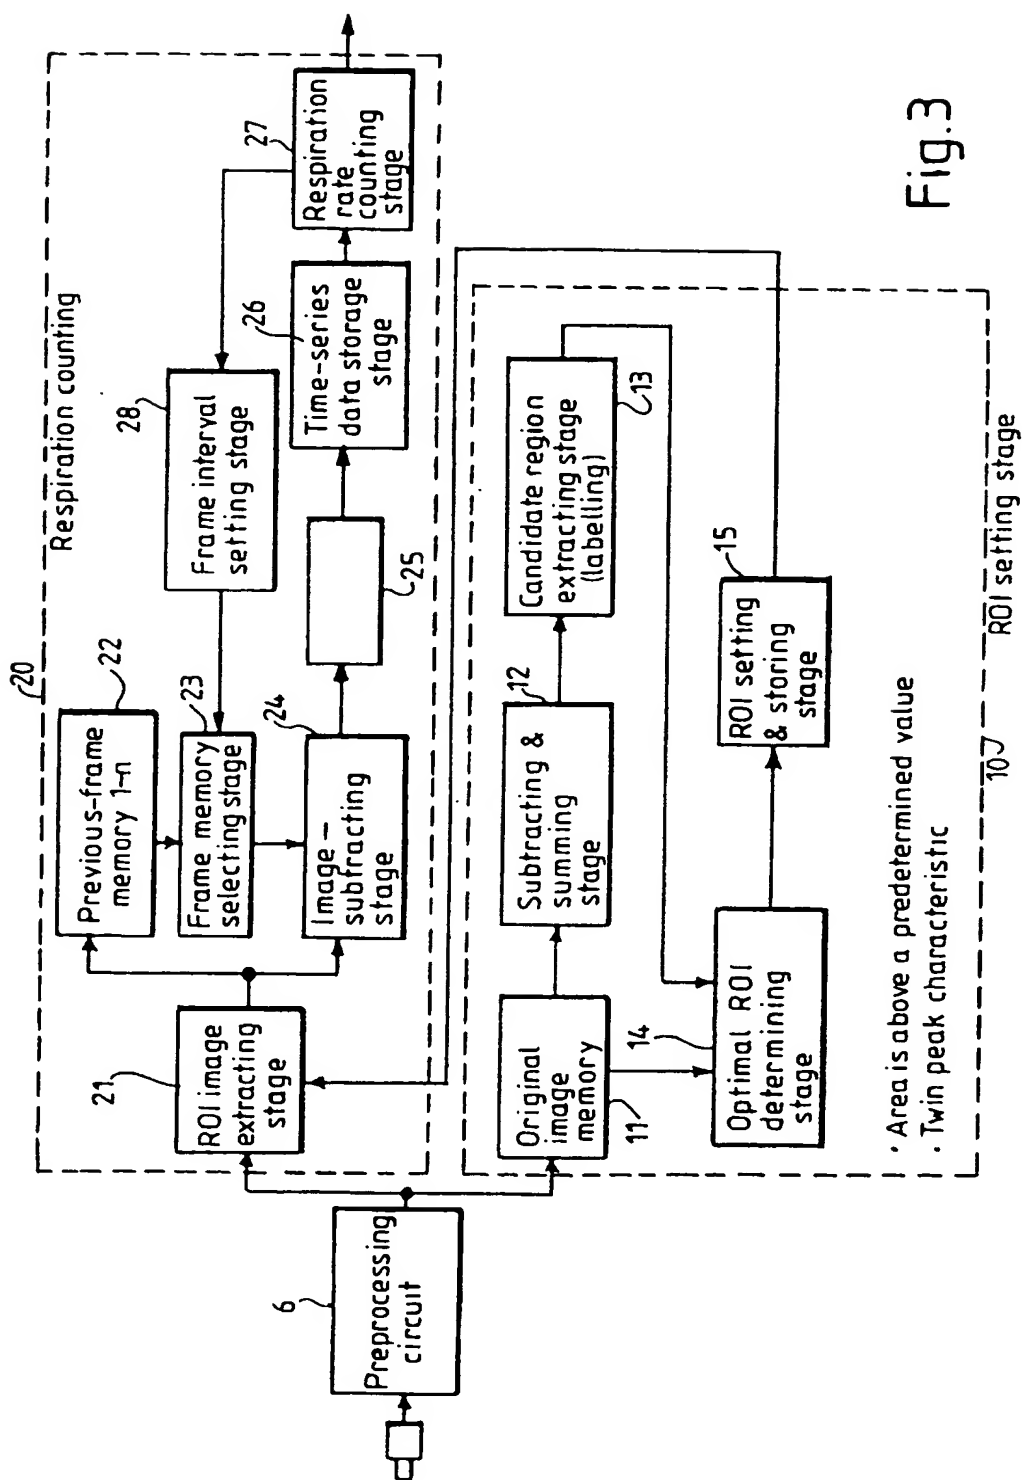 20
Respiration counting
22
Previous-frame
memory 1-n
28
Frame interval
setting stage
27
Respiration
rate
counting
stage
21
ROI image
extracting
stage
23
Frame memory
selecting stage
24
Image –
subtracting
stage
25
26
Time-series
data storage
stage
6
Preprocessing
circuit
Original
image
memory
11
12
Subtracting &
summing
stage
Candidate region
extracting stage
(labelling)
13
14
Optimal ROI
determining
stage
15
ROI setting
& storing
stage
· Area is above a predetermined value
· Twin peak characteristic
10
ROI setting stage
Fig.3